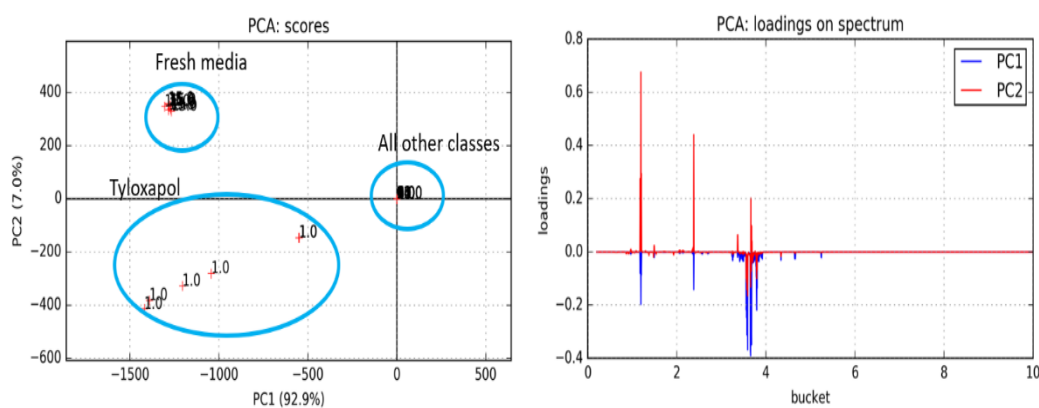 PCA: scores
Fresh media
All other classes
Tyloxapol
1.0
1.0
1.0
1.0
1.0
400
200
0
−200
−400
−600
PC2 (7.0%)
−1500
−1000
−500
0
500
PC1 (92.9%)
PCA: loadings on spectrum
PC1
PC2
0.8
0.6
0.4
0.2
0.0
−0.2
−0.4
loadings
0
2
4
6
8
10
bucket